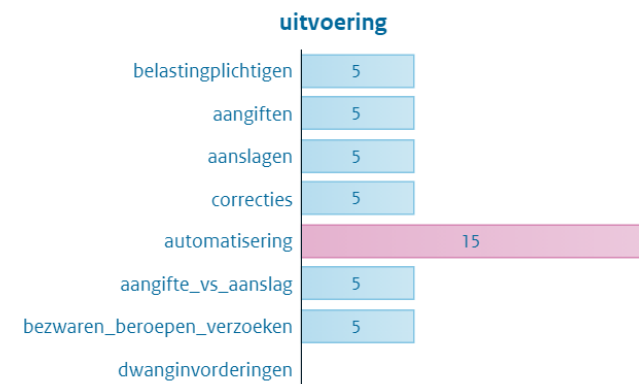 uitvoering
belastingplichtigen 5
aangiften 5
aanslagen 5
correcties 5
automatisering 15
aangifte_vs_aanslag 5
bezwaren_beroepen_verzoeken 5
dwanginvorderingen